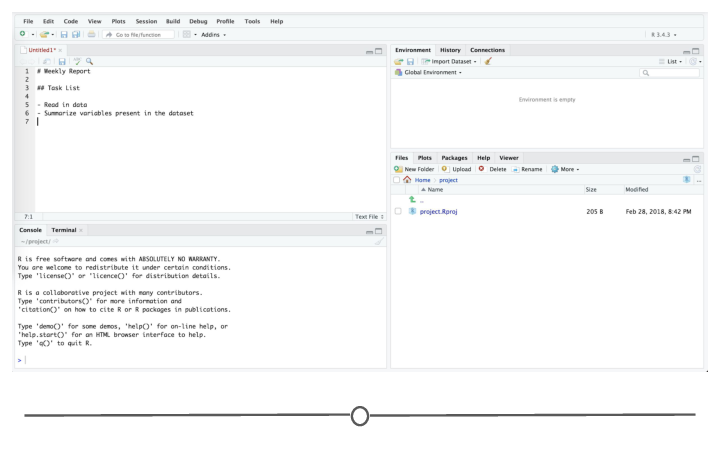 File Edit Code View Plots Session Build Debug Profile Tools Help
Go to file/function Addins R 3.4.3
Untitled1*
1 # Weekly Report
2
3 ## Task List
4
5 - Read in data
6 - Summarize variables present in the dataset
7
7:1 Text File
Console Terminal
~/project/
R is free software and comes with ABSOLUTELY NO WARRANTY.
You are welcome to redistribute it under certain conditions.
Type 'license()' or 'licence()' for distribution details.
R is a collaborative project with many contributors.
Type 'contributors()' for more information and
'citation()' on how to cite R or R packages in publications.
Type 'demo()' for some demos, 'help()' for on-line help, or
'help.start()' for an HTML browser interface to help.
Type 'q()' to quit R.
>
Environment History Connections
Import Dataset List
Global Environment
Environment is empty
Files Plots Packages Help Viewer
New Folder Upload Delete Rename More
Home project ...
Name Size Modified
..
project.Rproj 205 B Feb 28, 2018, 8:42 PM